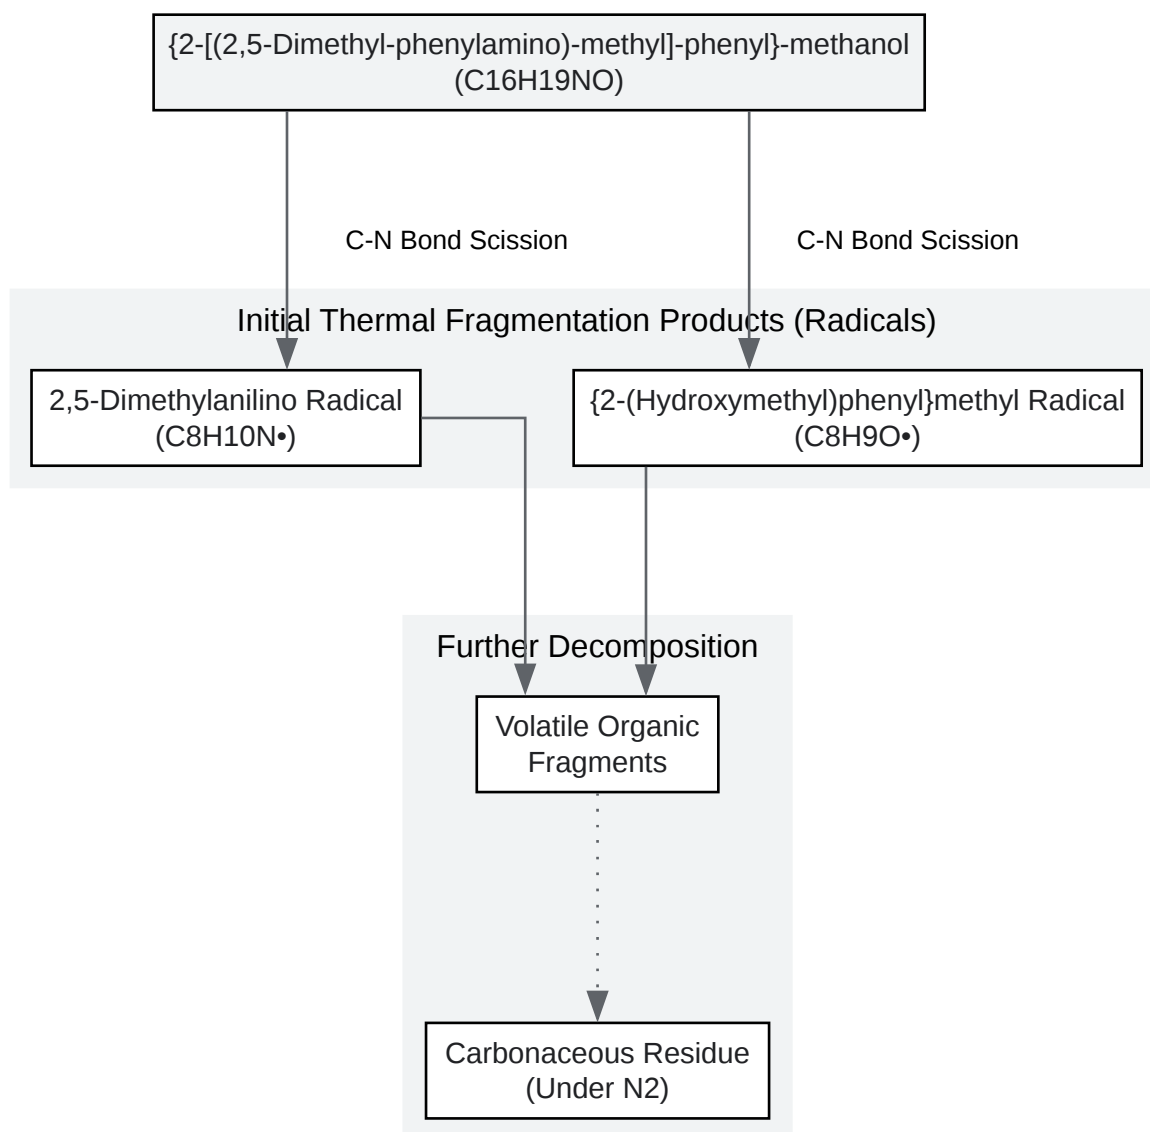 {2-[(2,5-Dimethyl-phenylamino)-methyl]-phenyl}-methanol
(C16H19NO)
C-N Bond Scission
C-N Bond Scission
Initial Thermal Fragmentation Products (Radicals)
2,5-Dimethylanilino Radical
(C8H10N•)
{2-(Hydroxymethyl)phenyl}methyl Radical
(C8H9O•)
Further Decomposition
Volatile Organic
Fragments
Carbonaceous Residue
(Under N2)